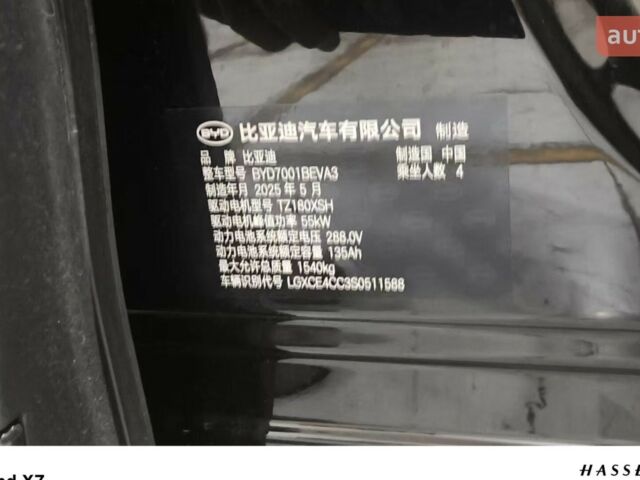 aut
BYD 比亚迪汽车有限公司 制造
品 牌 比亚迪 制造国 中国
整车型号 BYD7001BEVA3 乘坐人数 4
制造年月 2025 年 5 月
驱动电机型号 TZ180XSH
驱动电机峰值功率 55kW
动力电池系统额定电压 288.0V
动力电池系统额定容量 135Ah
最大允许总质量 1540kg
车辆识别代号 LGXCE4CC3S0511588
HASSE